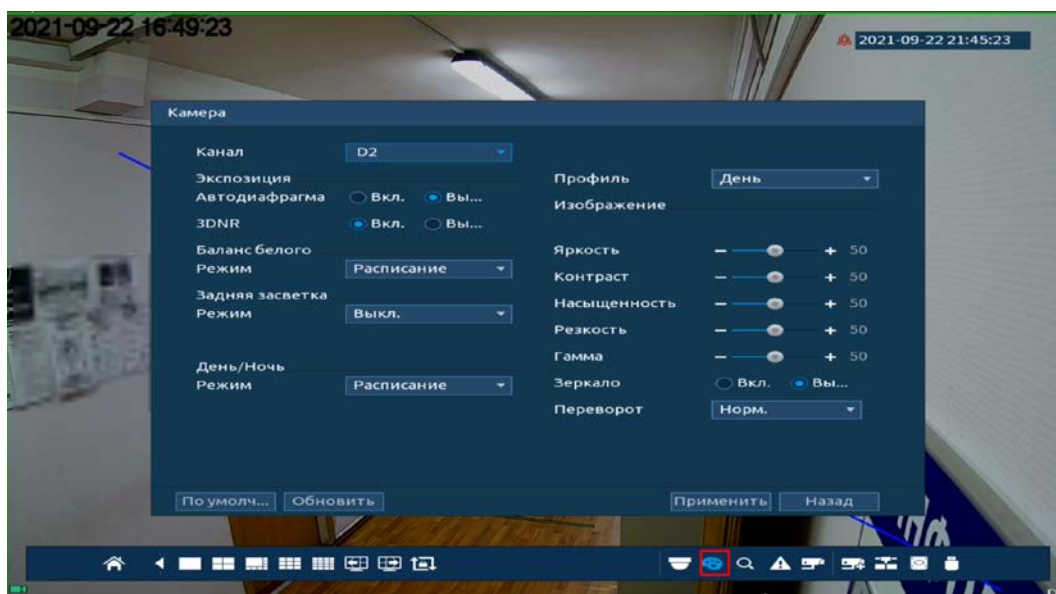 2021-09-22 16:49:23
2021-09-22 21:45:23
Камера
Канал D2
Экспозиция
Автодиафрагма Вкл. Вы...
3DNR Вкл. Вы...
Баланс белого
Режим Расписание
Задняя засветка
Режим Выкл.
День/Ночь
Режим Расписание
Профиль День
Изображение
Яркость 50
Контраст 50
Насыщенность 50
Резкость 50
Гамма 50
Зеркало Вкл. Вы...
Переворот Норм.
По умолч... Обновить Применить Назад